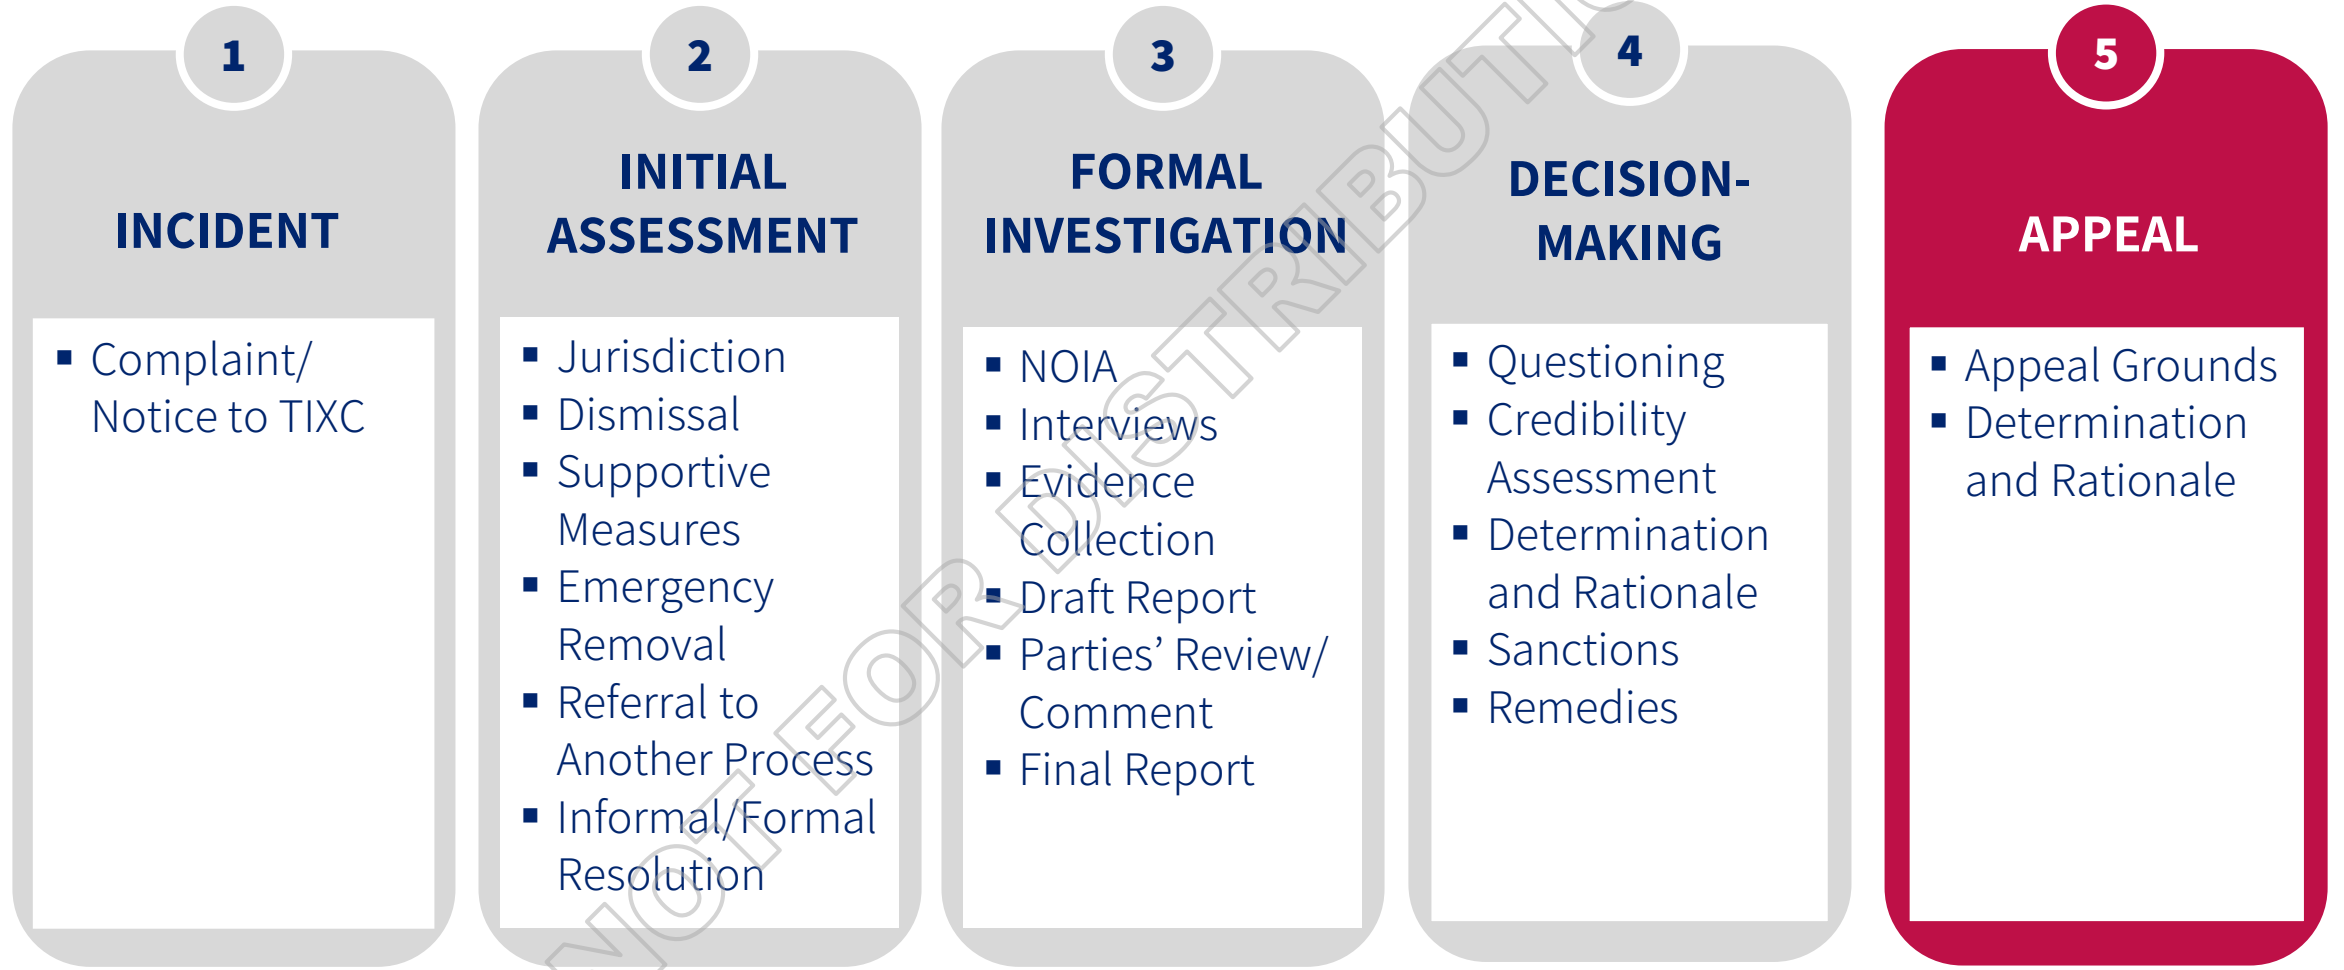 1
INCIDENT
▪ Complaint/
Notice to TIXC
2
INITIAL
ASSESSMENT
▪ Jurisdiction
▪ Dismissal
▪ Supportive
Measures
▪ Emergency
Removal
▪ Referral to
Another Process
▪ Informal/Formal
Resolution
3
FORMAL
INVESTIGATION
▪ NOIA
▪ Interviews
▪ Evidence
Collection
▪ Draft Report
▪ Parties’ Review/
Comment
▪ Final Report
4
DECISION-
MAKING
▪ Questioning
▪ Credibility
Assessment
▪ Determination
and Rationale
▪ Sanctions
▪ Remedies
5
APPEAL
▪ Appeal Grounds
▪ Determination
and Rationale
NOT FOR DISTRIBUTIO